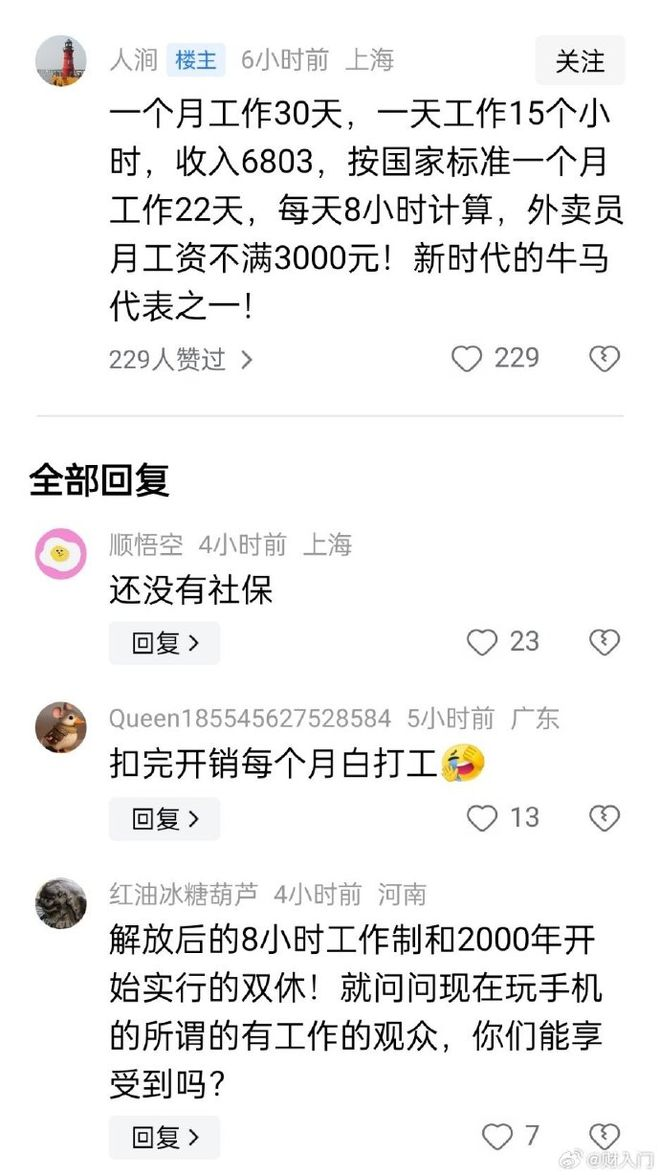 人涧 楼主 6小时前 上海
关注
一个月工作30天，一天工作15个小
时，收入6803，按国家标准一个月
工作22天，每天8小时计算，外卖员
月工资不满3000元！新时代的牛马
代表之一！
229人赞过 >
229
全部回复
顺悟空 4小时前 上海
还没有社保
回复 >
23
Queen185545627528584 5小时前 广东
扣完开销每个月白打工🤣
回复 >
13
红油冰糖葫芦 4小时前 河南
解放后的8小时工作制和2000年开
始实行的双休！就问问现在玩手机
的所谓的有工作的观众，你们能享
受到吗？
回复 >
7
@赌入门